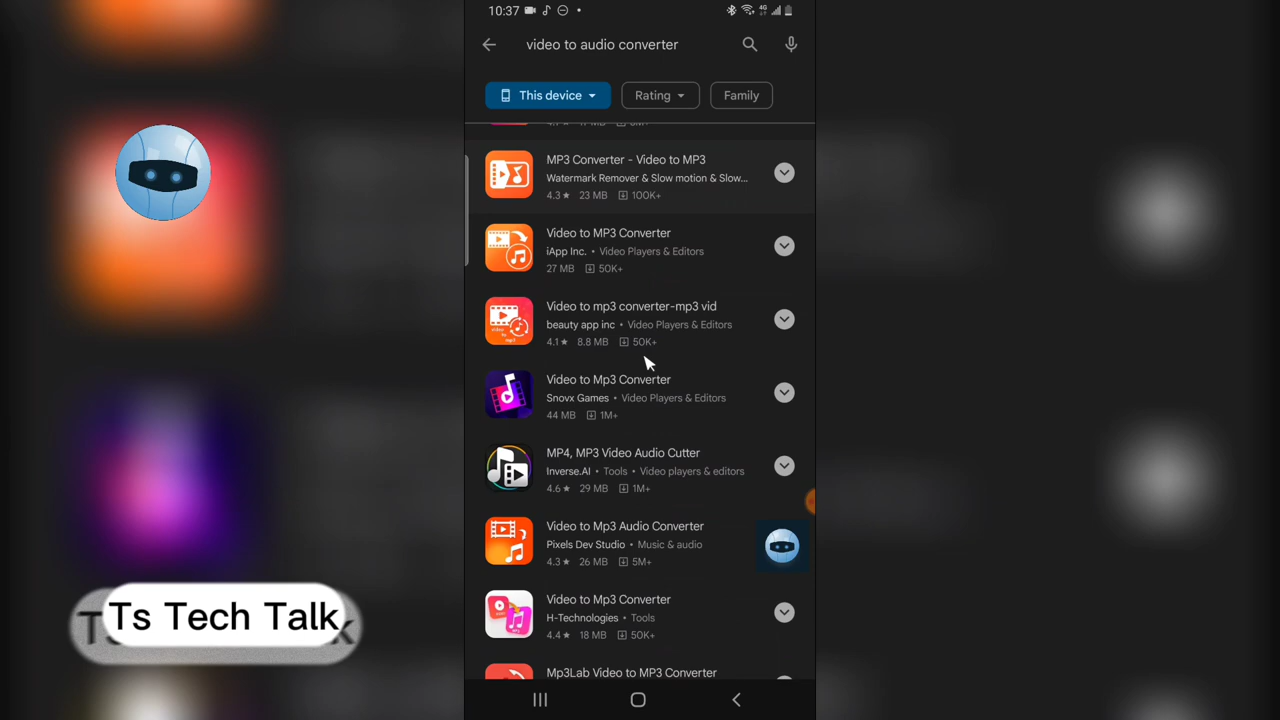 10:37
4G
video to audio converter
This device
Rating
Family
MP3 Converter - Video to MP3
Watermark Remover & Slow motion & Slow...
4.3★ 23 MB 100K+
Video to MP3 Converter
iApp Inc. • Video Players & Editors
27 MB 50K+
Video to mp3 converter-mp3 vid
beauty app inc • Video Players & Editors
4.1★ 8.8 MB 50K+
Video to Mp3 Converter
Snovx Games • Video Players & Editors
44 MB 1M+
MP4, MP3 Video Audio Cutter
Inverse.AI • Tools • Video players & editors
4.6★ 29 MB 1M+
Video to Mp3 Audio Converter
Pixels Dev Studio • Music & audio
4.3★ 26 MB 5M+
Video to Mp3 Converter
H-Technologies • Tools
4.4★ 18 MB 50K+
Mp3Lab Video to MP3 Converter
Ts Tech Talk